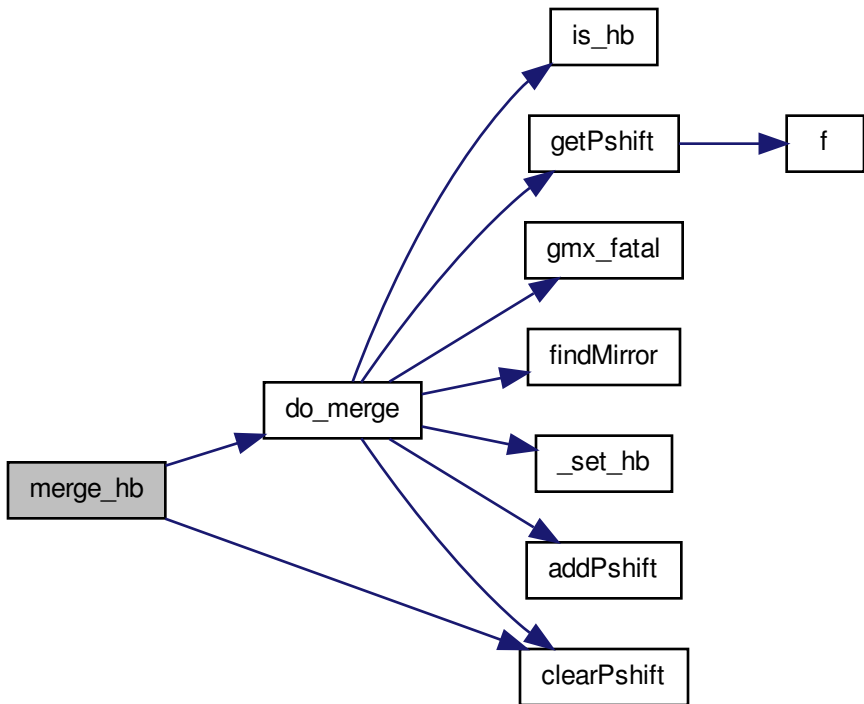 is_hb
getPshift
f
gmx_fatal
findMirror
do_merge
_set_hb
merge_hb
addPshift
clearPshift